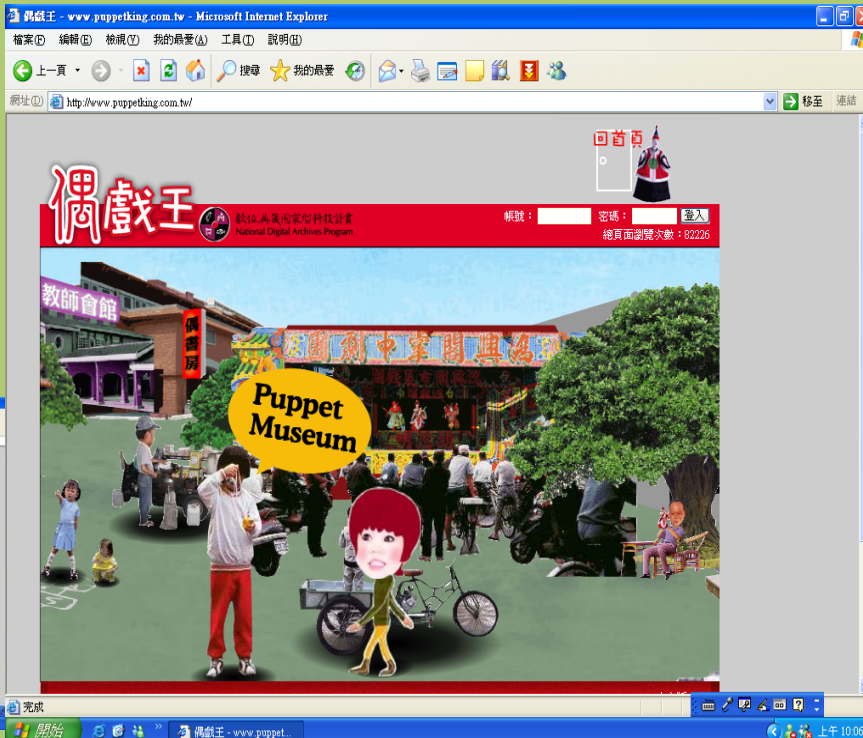 偶戲王 - www.puppetking.com.tw - Microsoft Internet Explorer
檔案(F) 編輯(E) 檢視(V) 我的最愛(A) 工具(T) 說明(H)
上一頁 搜尋 我的最愛
網址(D) http://www.puppetking.com.tw/ 移至 連結
回首頁
偶戲王
數位典藏國家型科技計畫
National Digital Archives Program
帳號： 密碼： 登入
總頁面瀏覽次數：82226
教師會館
偶書房
Puppet
Museum
完成
開始 偶戲王 - www.puppet... 上午 10:06